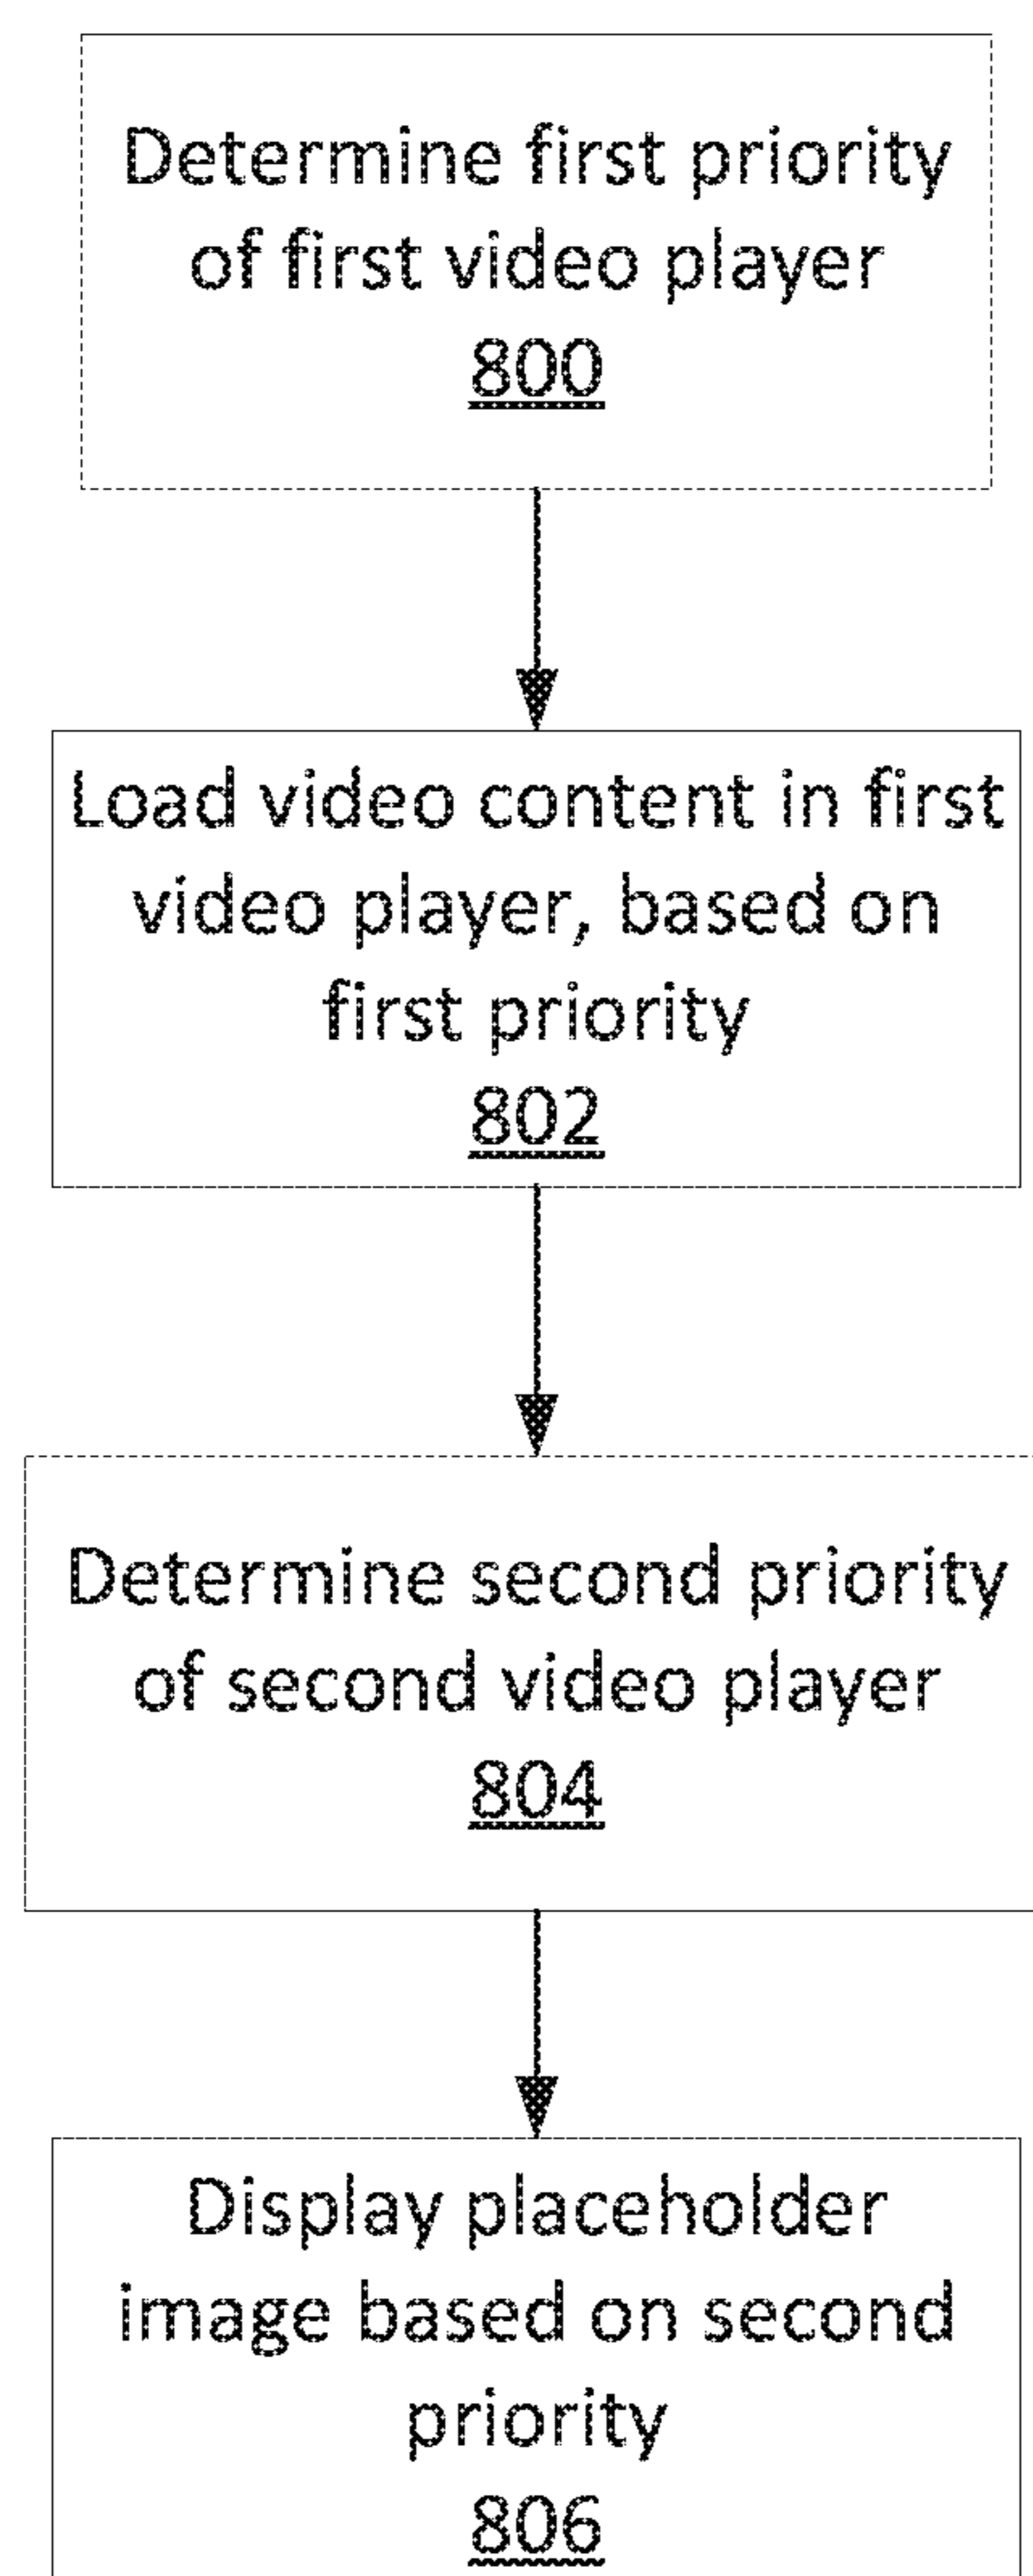 Determine first priority
of first video player
800
Load video content in first
video player, based on
first priority
802
Determine second priority
of second video player
804
Display placeholder
image based on second
priority
806